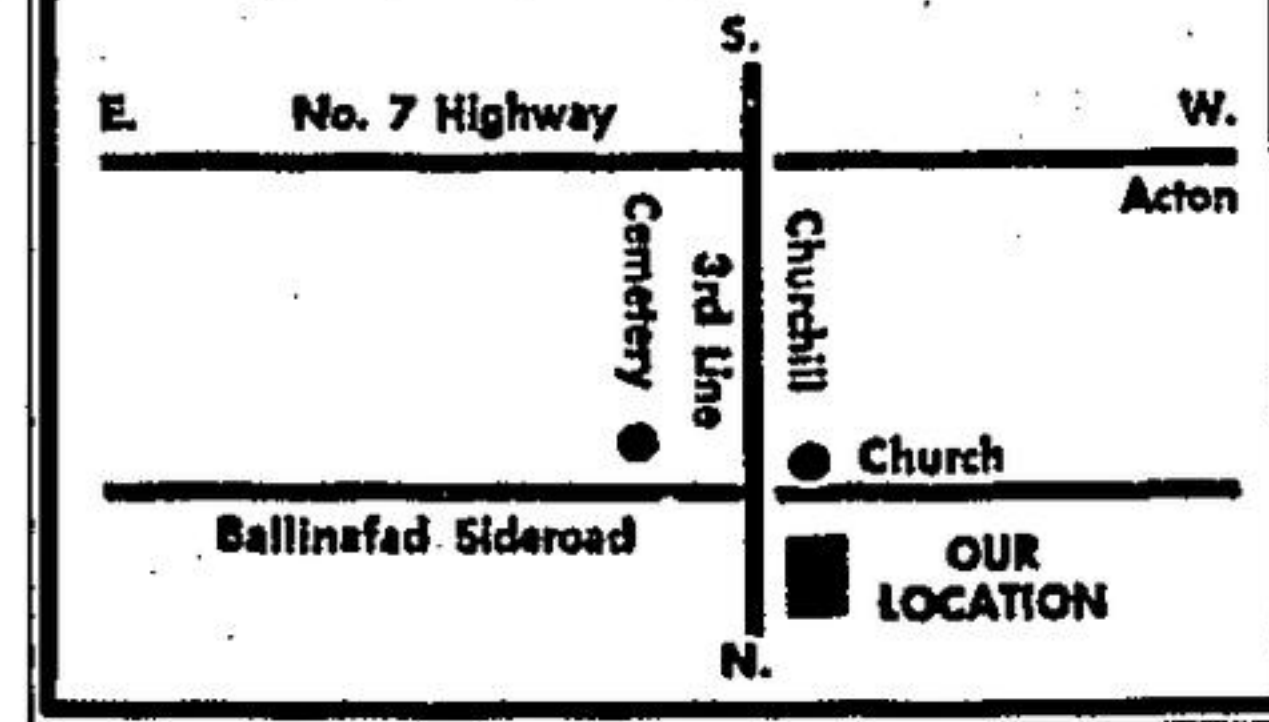 S.
E.
No. 7 Highway
W.
Acton
Cemetery
3rd Line
Churchill
Church
Ballinafad Sideroad
OUR
LOCATION
N.